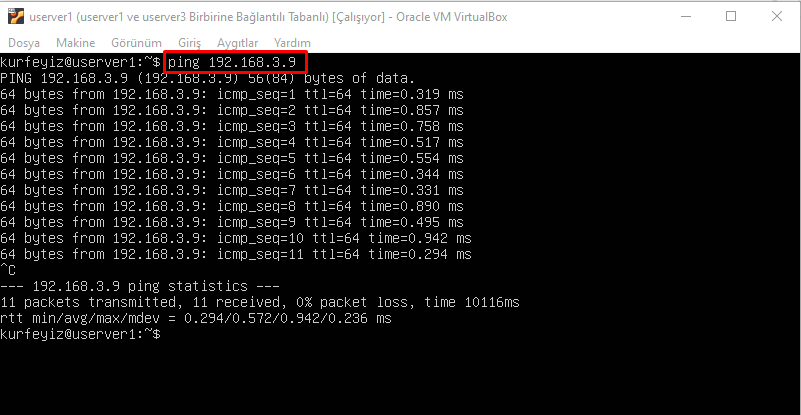 userver1 (userver1 ve userver3 Birbirine Bağlantılı Tabanlı) [Çalışıyor] - Oracle VM VirtualBox
Dosya Makine Görünüm Giriş Aygıtlar Yardım
kurfeyiz@userver1:~$ ping 192.168.3.9
PING 192.168.3.9 (192.168.3.9) 56(84) bytes of data.
64 bytes from 192.168.3.9: icmp_seq=1 ttl=64 time=0.319 ms
64 bytes from 192.168.3.9: icmp_seq=2 ttl=64 time=0.857 ms
64 bytes from 192.168.3.9: icmp_seq=3 ttl=64 time=0.758 ms
64 bytes from 192.168.3.9: icmp_seq=4 ttl=64 time=0.517 ms
64 bytes from 192.168.3.9: icmp_seq=5 ttl=64 time=0.554 ms
64 bytes from 192.168.3.9: icmp_seq=6 ttl=64 time=0.344 ms
64 bytes from 192.168.3.9: icmp_seq=7 ttl=64 time=0.331 ms
64 bytes from 192.168.3.9: icmp_seq=8 ttl=64 time=0.890 ms
64 bytes from 192.168.3.9: icmp_seq=9 ttl=64 time=0.495 ms
64 bytes from 192.168.3.9: icmp_seq=10 ttl=64 time=0.942 ms
64 bytes from 192.168.3.9: icmp_seq=11 ttl=64 time=0.294 ms
^C
--- 192.168.3.9 ping statistics ---
11 packets transmitted, 11 received, 0% packet loss, time 10116ms
rtt min/avg/max/mdev = 0.294/0.572/0.942/0.236 ms
kurfeyiz@userver1:~$